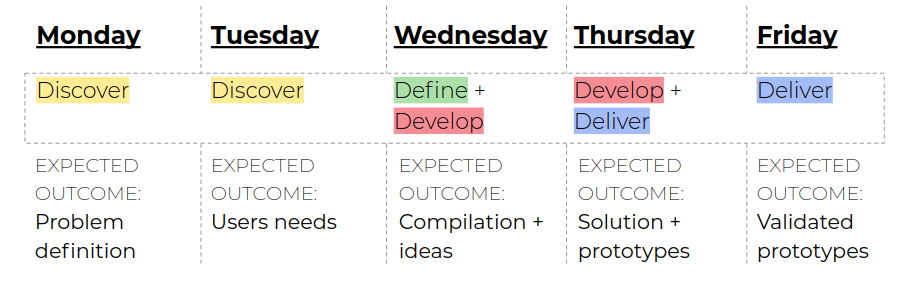 Monday
Discover
EXPECTED
OUTCOME:
Problem
definition
Tuesday
Discover
EXPECTED
OUTCOME:
Users needs
Wednesday
Define +
Develop
EXPECTED
OUTCOME:
Compilation +
ideas
Thursday
Develop +
Deliver
EXPECTED
OUTCOME:
Solution +
prototypes
Friday
Deliver
EXPECTED
OUTCOME:
Validated
prototypes